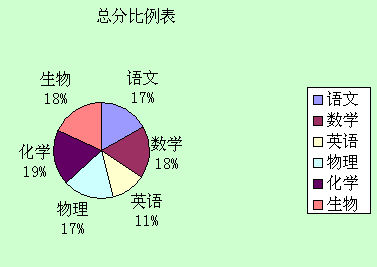 总分比例表
生物
18%
语文
17%
数学
18%
化学
19%
物理
17%
英语
11%
语文
数学
英语
物理
化学
生物